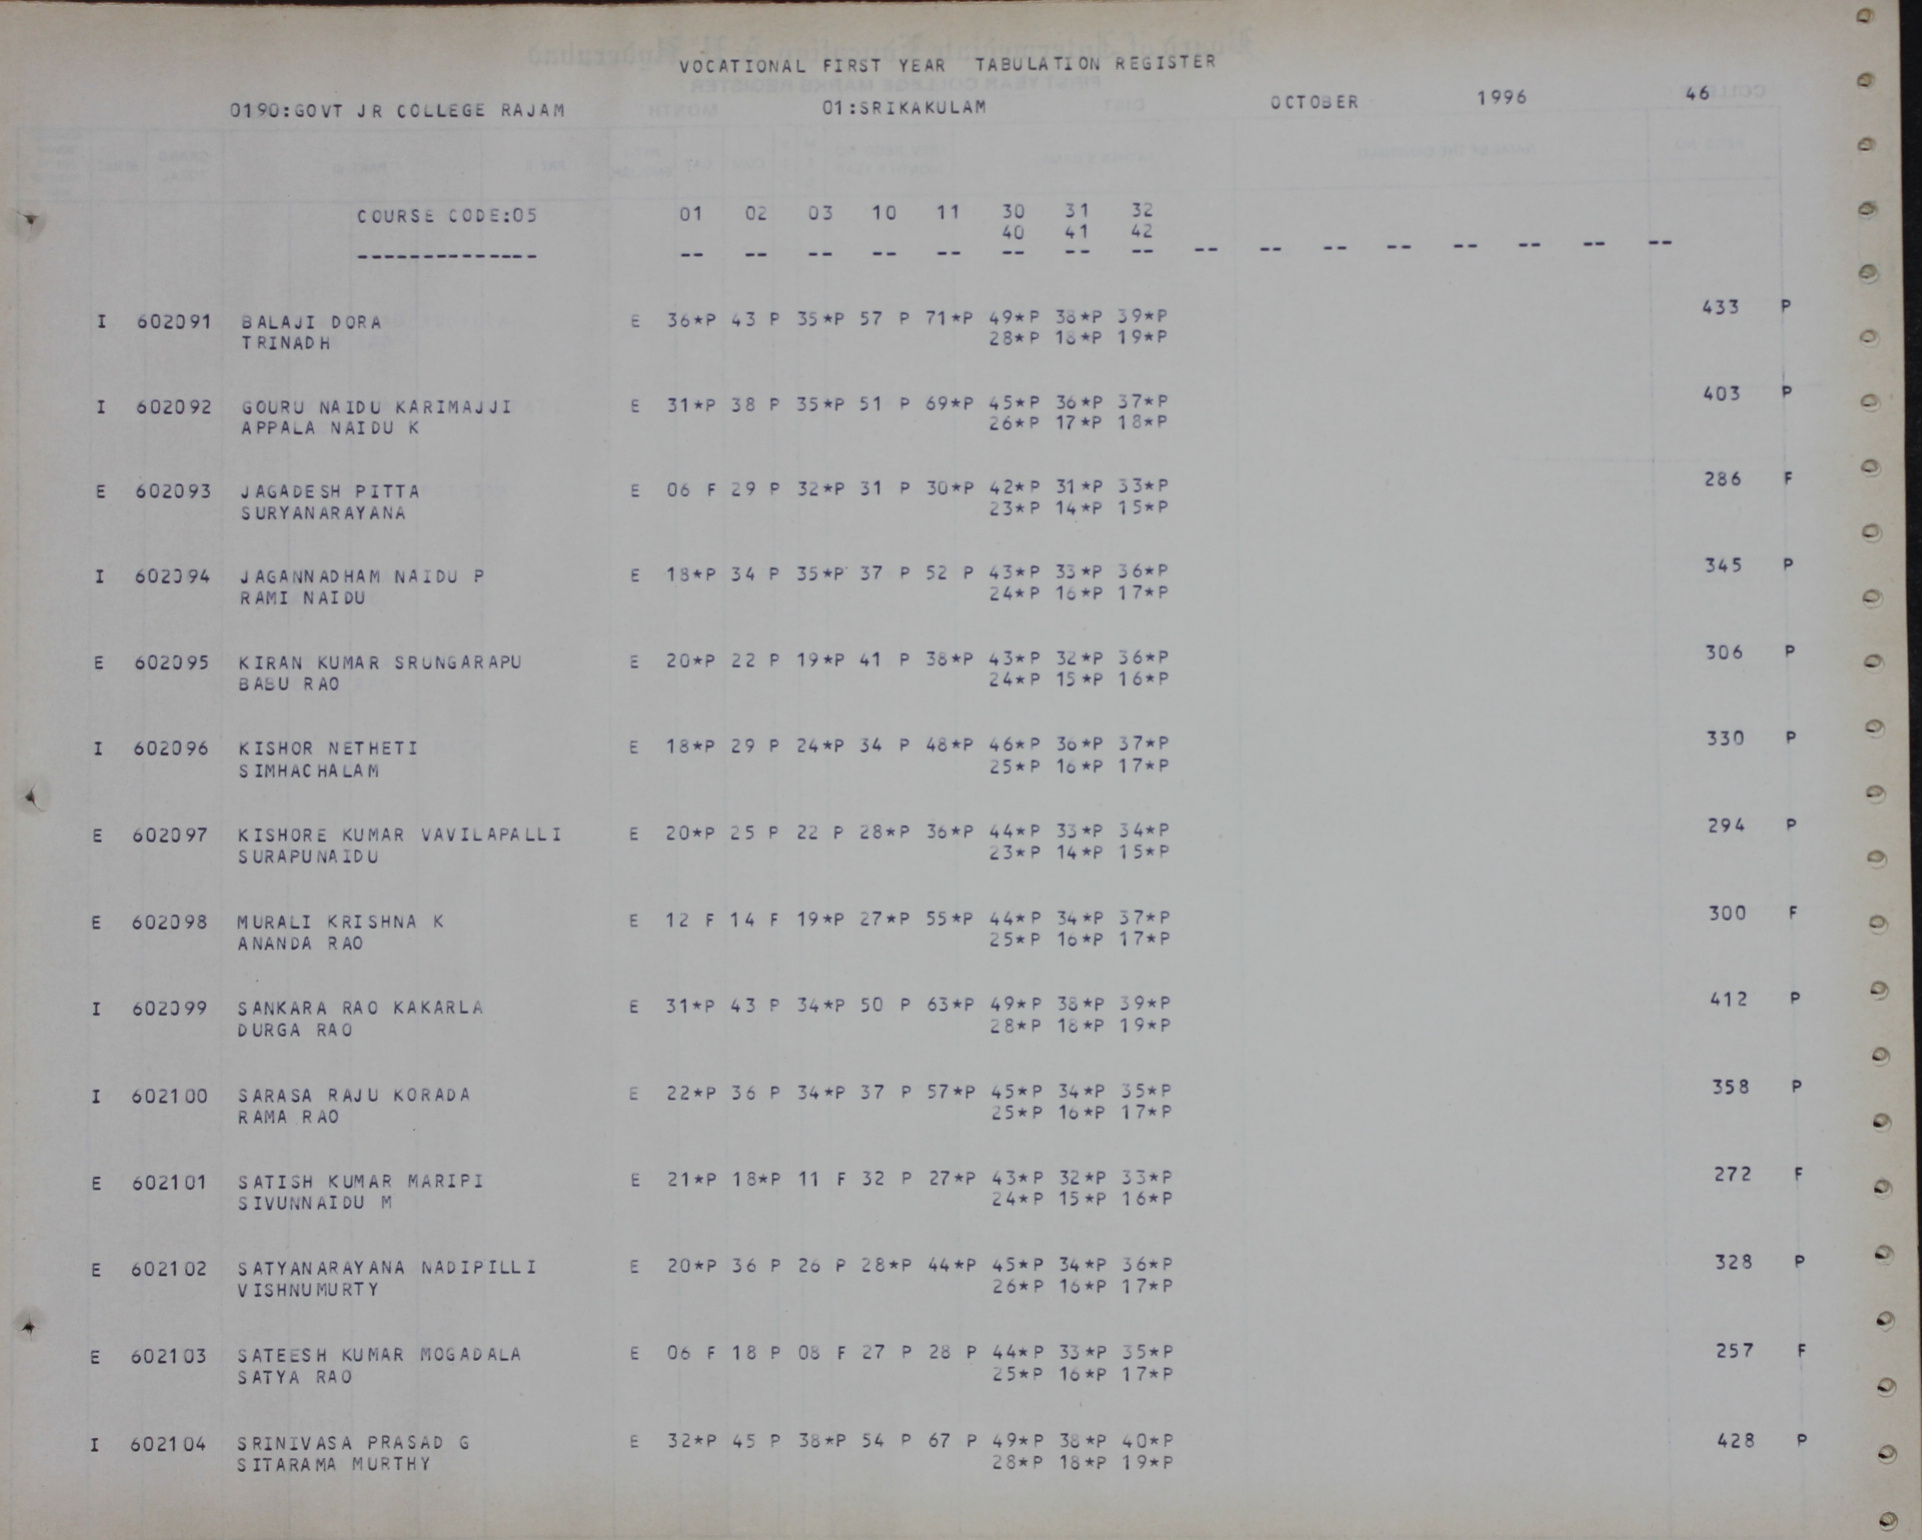 VOCATIONAL FIRST YEAR TABULATION REGISTER
0190:GOVT JR COLLEGE RAJAM 01:SRIKAKULAM OCTOBER 1996 46
COURSE CODE:05 01 02 03 10 11 30 31 32
40 41 42
-------------- -- -- -- -- -- -- -- -- -- -- -- -- -- -- -- --
I 602091 BALAJI DORA E 36*P 43 P 35*P 57 P 71*P 49*P 38*P 39*P 433 P
TRINADH 28*P 18*P 19*P
I 602092 GOURU NAIDU KARIMAJJI E 31*P 38 P 35*P 51 P 69*P 45*P 36*P 37*P 403 P
APPALA NAIDU K 26*P 17*P 18*P
E 602093 JAGADESH PITTA E 06 F 29 P 32*P 31 P 30*P 42*P 31*P 33*P 286 F
SURYANARAYANA 23*P 14*P 15*P
I 602094 JAGANNADHAM NAIDU P E 18*P 34 P 35*P 37 P 52 P 43*P 33*P 36*P 345 P
RAMI NAIDU 24*P 16*P 17*P
E 602095 KIRAN KUMAR SRUNGARAPU E 20*P 22 P 19*P 41 P 38*P 43*P 32*P 36*P 306 P
BABU RAO 24*P 15*P 16*P
I 602096 KISHOR NETHETI E 18*P 29 P 24*P 34 P 48*P 46*P 36*P 37*P 330 P
SIMHACHALAM 25*P 16*P 17*P
E 602097 KISHORE KUMAR VAVILAPALLI E 20*P 25 P 22 P 28*P 36*P 44*P 33*P 34*P 294 P
SURAPUNAIDU 23*P 14*P 15*P
E 602098 MURALI KRISHNA K E 12 F 14 F 19*P 27*P 55*P 44*P 34*P 37*P 300 F
ANANDA RAO 25*P 16*P 17*P
I 602099 SANKARA RAO KAKARLA E 31*P 43 P 34*P 50 P 63*P 49*P 38*P 39*P 412 P
DURGA RAO 28*P 18*P 19*P
I 602100 SARASA RAJU KORADA E 22*P 36 P 34*P 37 P 57*P 45*P 34*P 35*P 358 P
RAMA RAO 25*P 16*P 17*P
E 602101 SATISH KUMAR MARIPI E 21*P 18*P 11 F 32 P 27*P 43*P 32*P 33*P 272 F
SIVUNNAIDU M 24*P 15*P 16*P
E 602102 SATYANARAYANA NADIPILLI E 20*P 36 P 26 P 28*P 44*P 45*P 34*P 36*P 328 P
VISHNUMURTY 26*P 16*P 17*P
E 602103 SATEESH KUMAR MOGADALA E 06 F 18 P 08 F 27 P 28 P 44*P 33*P 35*P 257 F
SATYA RAO 25*P 16*P 17*P
I 602104 SRINIVASA PRASAD G E 32*P 45 P 38*P 54 P 67 P 49*P 38*P 40*P 428 P
SITARAMA MURTHY 28*P 18*P 19*P